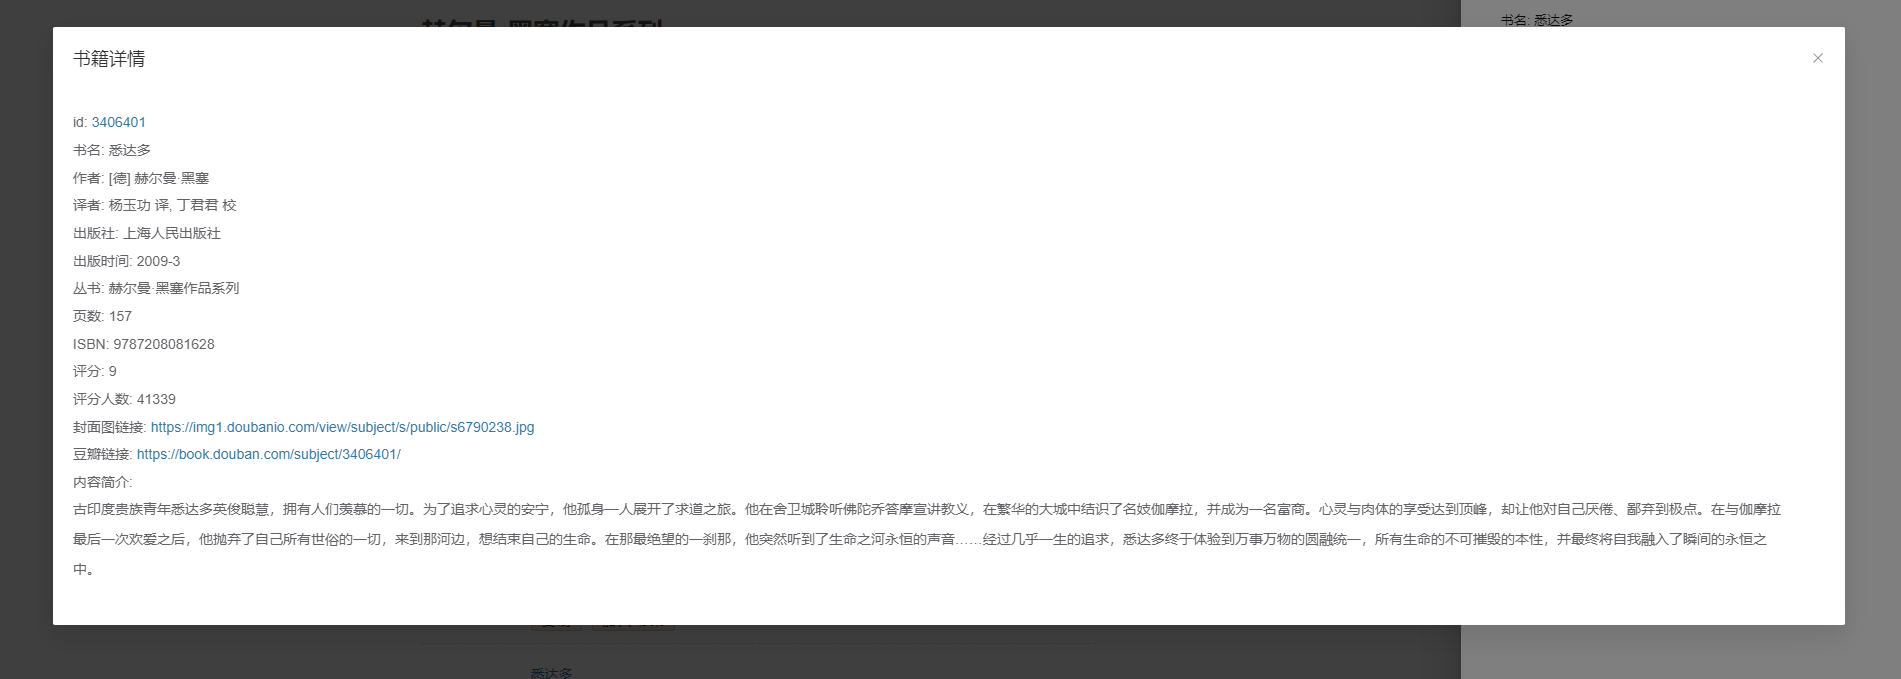 赫尔曼·黑塞作品系列
书名: 悉达多
书籍详情
id: 3406401
书名: 悉达多
作者: [德] 赫尔曼·黑塞
译者: 杨玉功 译, 丁君君 校
出版社: 上海人民出版社
出版时间: 2009-3
丛书: 赫尔曼·黑塞作品系列
页数: 157
ISBN: 9787208081628
评分: 9
评分人数: 41339
封面图链接: https://img1.doubanio.com/view/subject/s/public/s6790238.jpg
豆瓣链接: https://book.douban.com/subject/3406401/
内容简介:
古印度贵族青年悉达多英俊聪慧，拥有人们羡慕的一切。为了追求心灵的安宁，他孤身一人展开了求道之旅。他在舍卫城聆听佛陀乔答摩宣讲教义，在繁华的大城中结识了名妓伽摩拉，并成为一名富商。心灵与肉体的享受达到顶峰，却让他对自己厌倦、鄙弃到极点。在与伽摩拉
最后一次欢爱之后，他抛弃了自己所有世俗的一切，来到那河边，想结束自己的生命。在那最绝望的一刹那，他突然听到了生命之河永恒的声音……经过几乎一生的追求，悉达多终于体验到万事万物的圆融统一，所有生命的不可摧毁的本性，并最终将自我融入了瞬间的永恒之
中。
悉达多